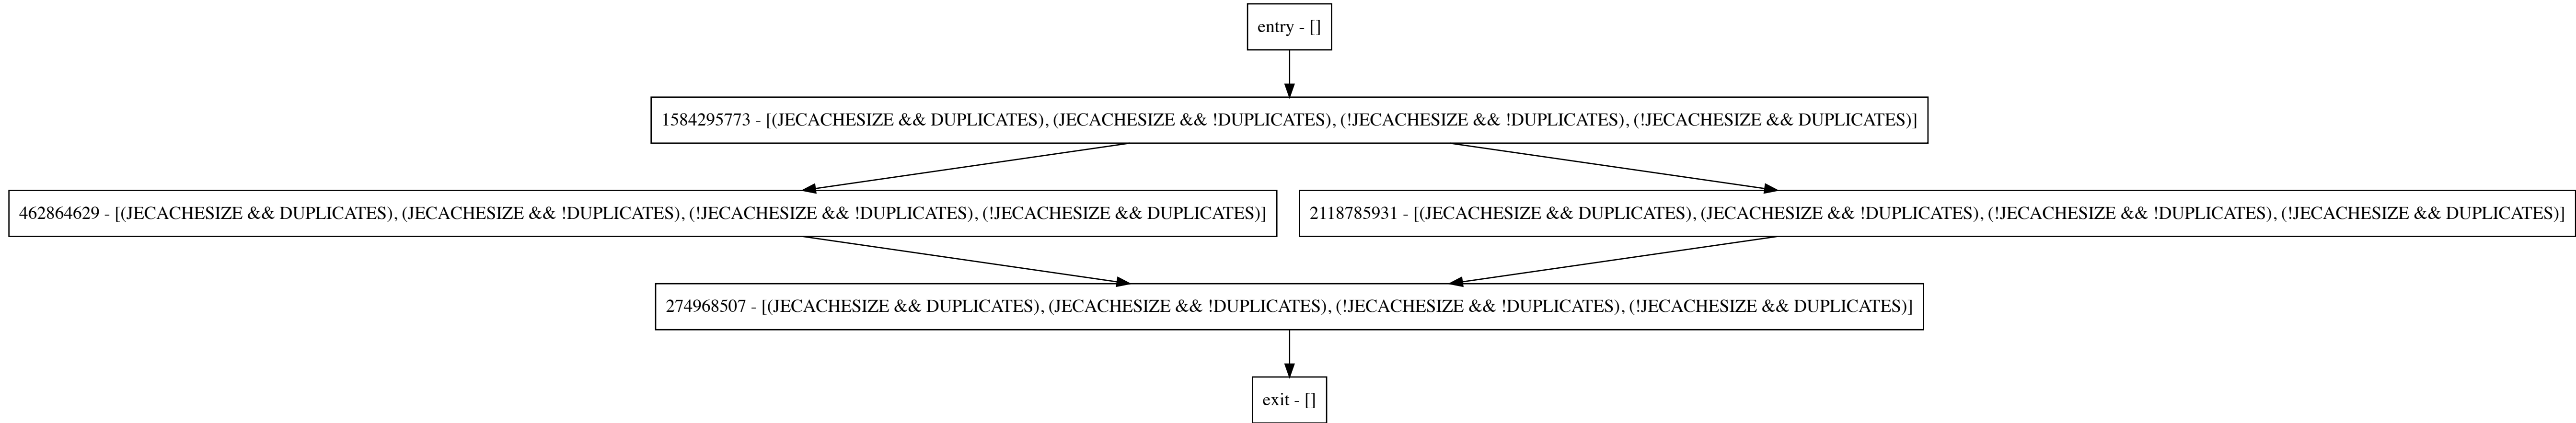 entry - []
1584295773 - [(JECACHESIZE && DUPLICATES), (JECACHESIZE && !DUPLICATES), (!JECACHESIZE && !DUPLICATES), (!JECACHESIZE && DUPLICATES)]
462864629 - [(JECACHESIZE && DUPLICATES), (JECACHESIZE && !DUPLICATES), (!JECACHESIZE && !DUPLICATES), (!JECACHESIZE && DUPLICATES)]
2118785931 - [(JECACHESIZE && DUPLICATES), (JECACHESIZE && !DUPLICATES), (!JECACHESIZE && !DUPLICATES), (!JECACHESIZE && DUPLICATES)]
274968507 - [(JECACHESIZE && DUPLICATES), (JECACHESIZE && !DUPLICATES), (!JECACHESIZE && !DUPLICATES), (!JECACHESIZE && DUPLICATES)]
exit - []